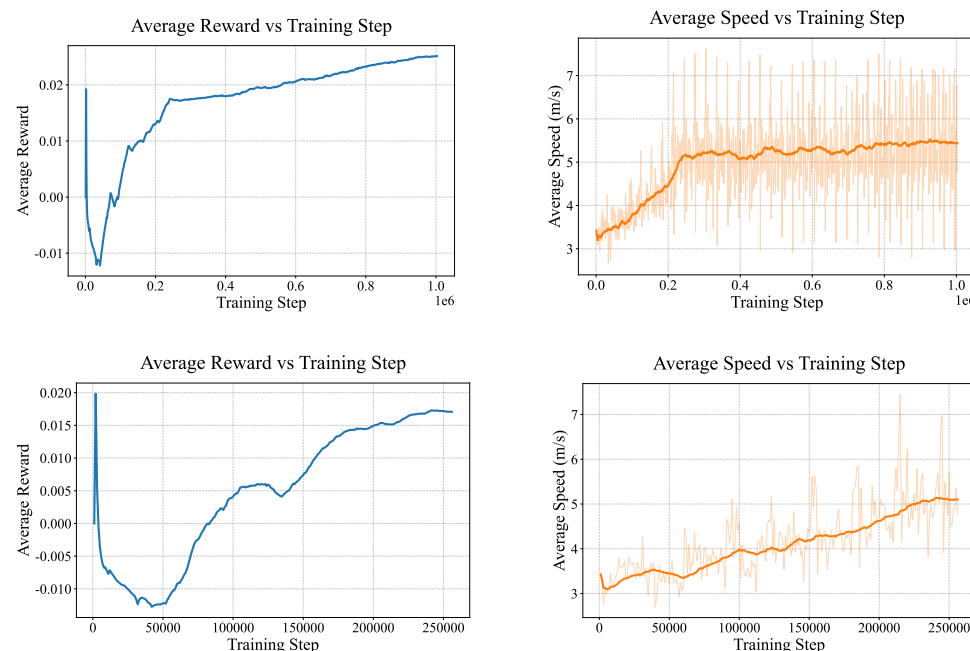 Average Reward vs Training Step
Average Reward
0.02
0.01
0.00
-0.01
0.0 0.2 0.4 0.6 0.8 1.0
1e6
Training Step
Average Speed vs Training Step
Average Speed (m/s)
7
6
5
4
3
0.0 0.2 0.4 0.6 0.8 1.0
1e6
Training Step
Average Reward vs Training Step
Average Reward
0.020
0.015
0.010
0.005
0.000
-0.005
-0.010
0 50000 100000 150000 200000 250000
Training Step
Average Speed vs Training Step
Average Speed (m/s)
7
6
5
4
3
0 50000 100000 150000 200000 250000
Training Step